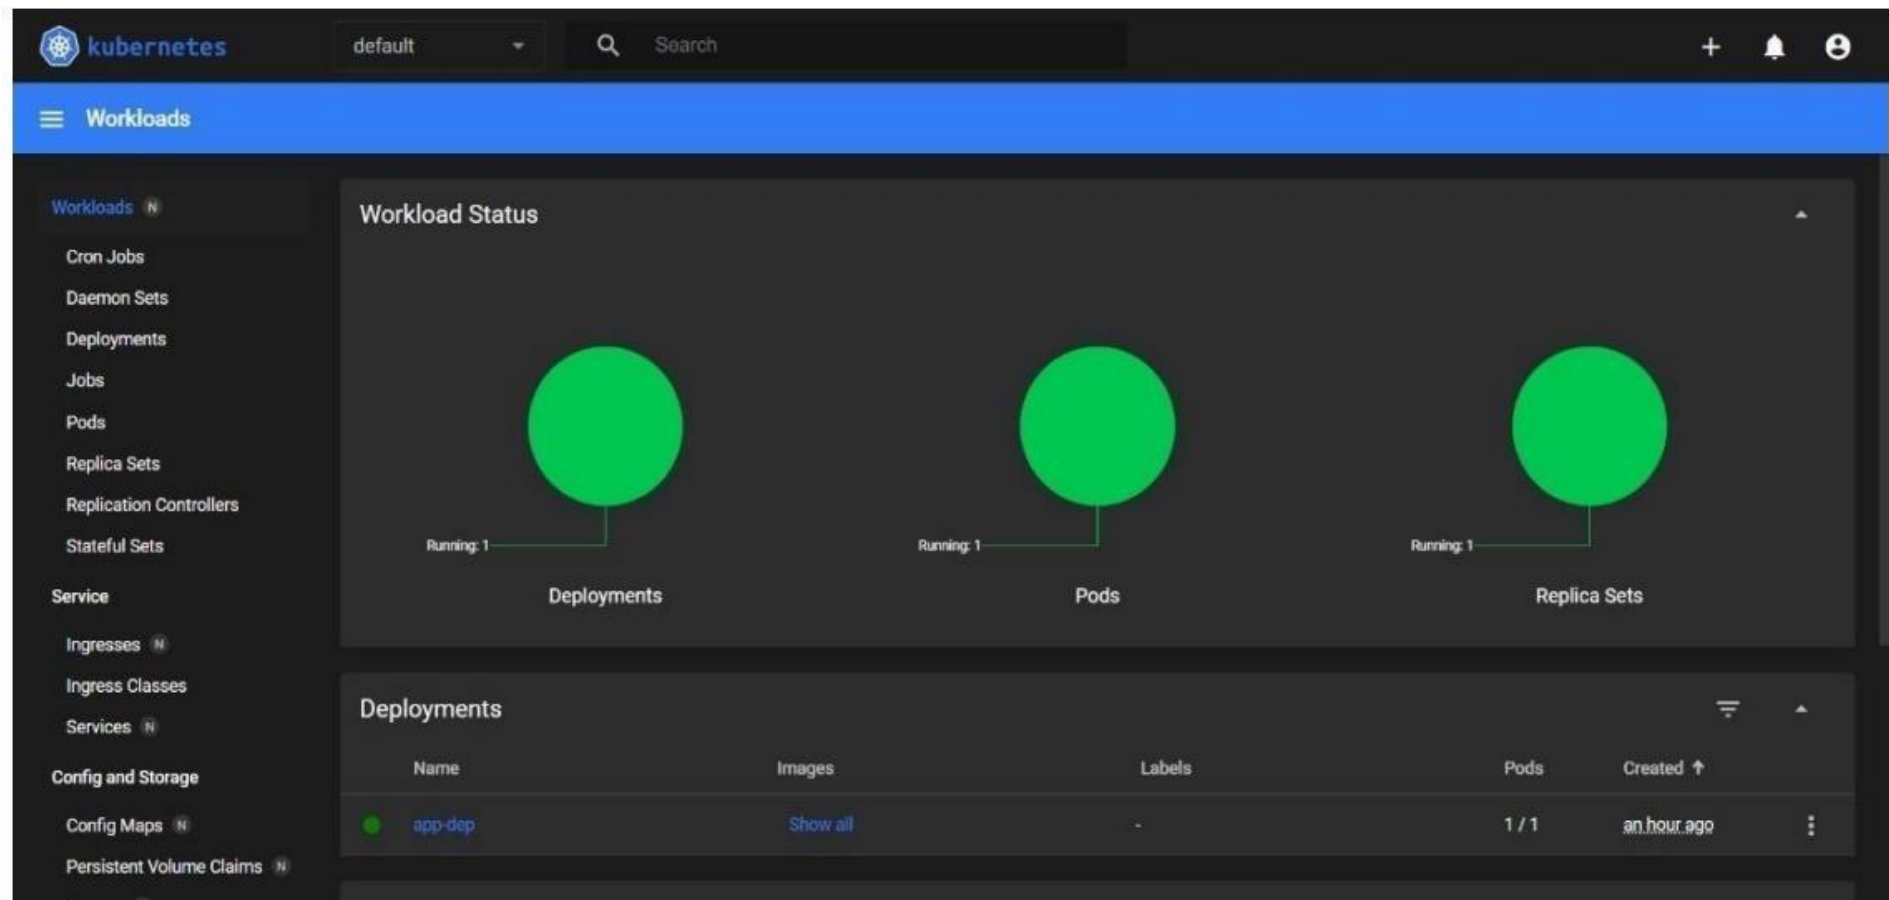 kubernetes
default
Search
Workloads
Workloads N
Cron Jobs
Daemon Sets
Deployments
Jobs
Pods
Replica Sets
Replication Controllers
Stateful Sets
Service
Ingresses N
Ingress Classes
Services N
Config and Storage
Config Maps N
Persistent Volume Claims N
Workload Status
Running: 1
Running: 1
Running: 1
Deployments
Pods
Replica Sets
Deployments
Name Images Labels Pods Created ↑
app-dep Show all - 1 / 1 an hour ago